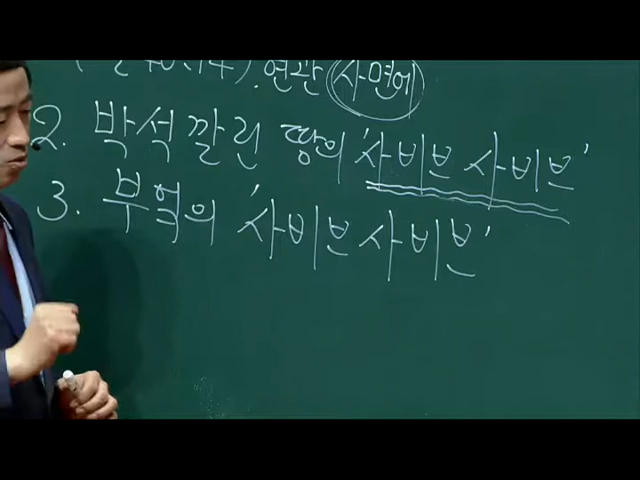 연관 사면에
2. 박석깔린 땅의 '사비브 사비브'
3. 부엌의 '사비브 사비브'